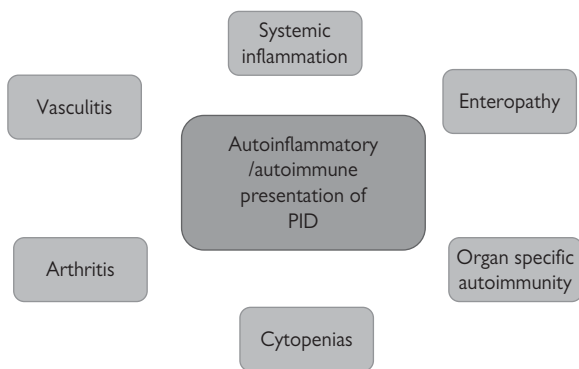 Systemic
inflammation
Vasculitis
Enteropathy
Autoinflammatory
/autoimmune
presentation of
PID
Arthritis
Organ specific
autoimmunity
Cytopenias